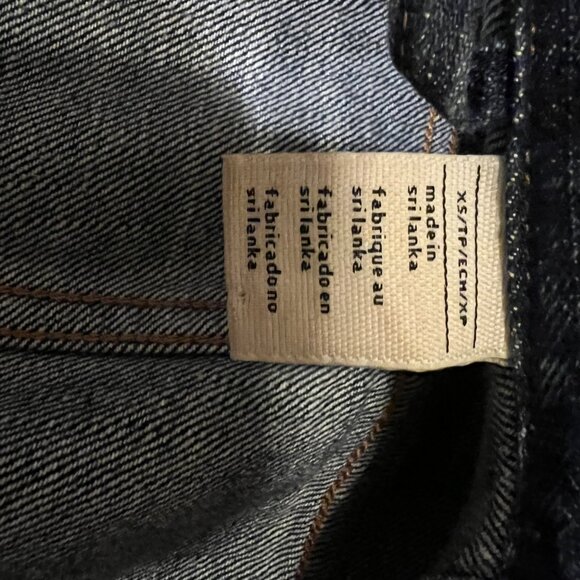 XS/TP/ECH/XP
made in
sri lanka
fabrique au
sri lanka
fabricado en
sri lanka
fabricado no
sri lanka